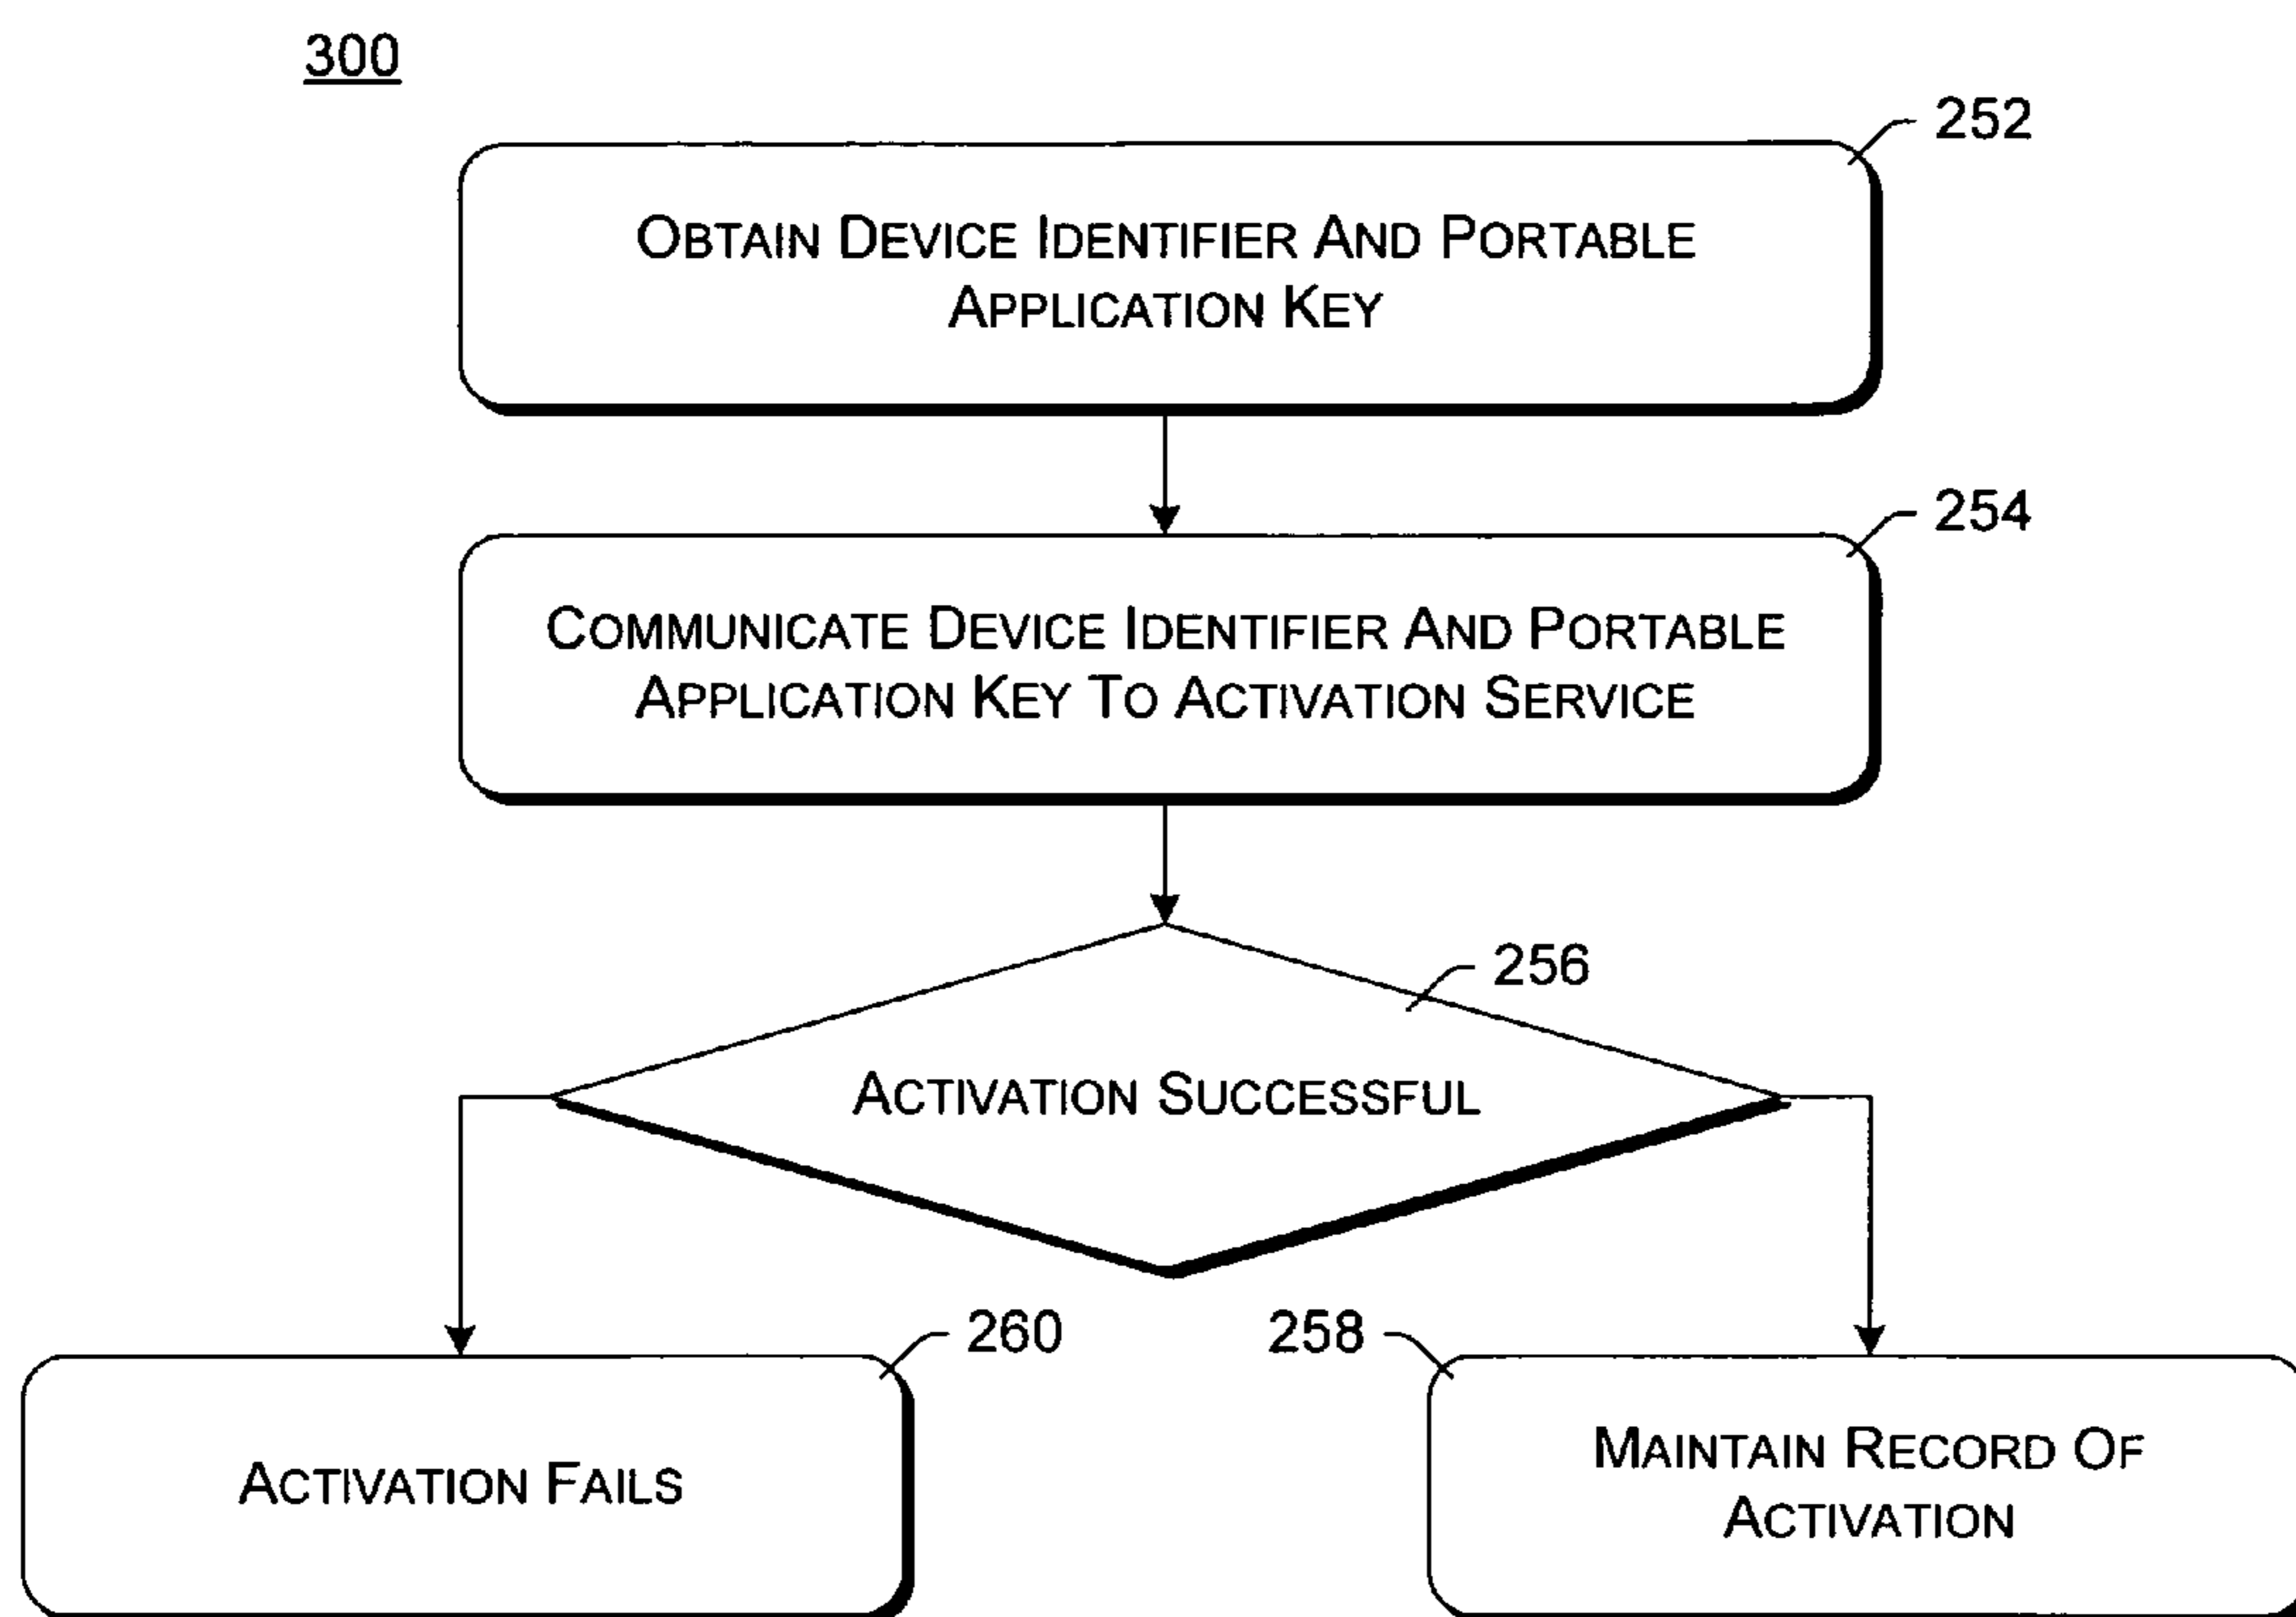 300
252
OBTAIN DEVICE IDENTIFIER AND PORTABLE
APPLICATION KEY
254
COMMUNICATE DEVICE IDENTIFIER AND PORTABLE
APPLICATION KEY TO ACTIVATION SERVICE
256
ACTIVATION SUCCESSFUL
260
258
ACTIVATION FAILS
MAINTAIN RECORD OF
ACTIVATION